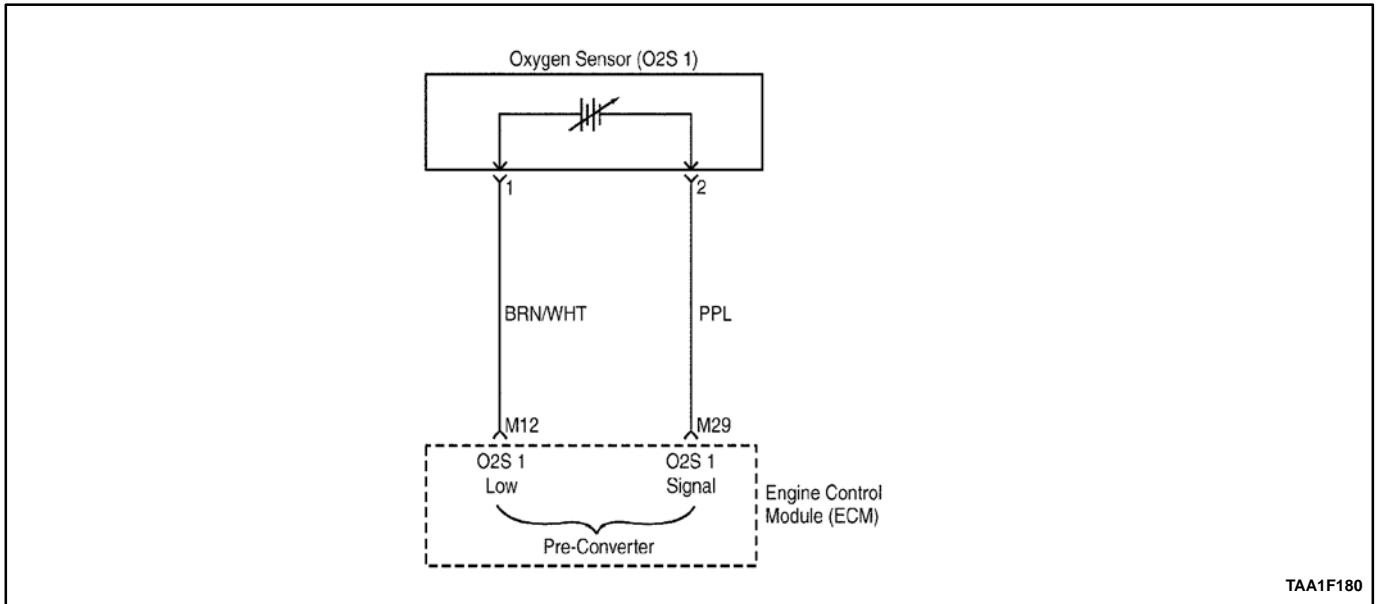 Oxygen Sensor (O2S 1)
1
2
BRN/WHT
PPL
M12
M29
O2S 1
Low
O2S 1
Signal
Engine Control
Module (ECM)
Pre-Converter
TAA1F180